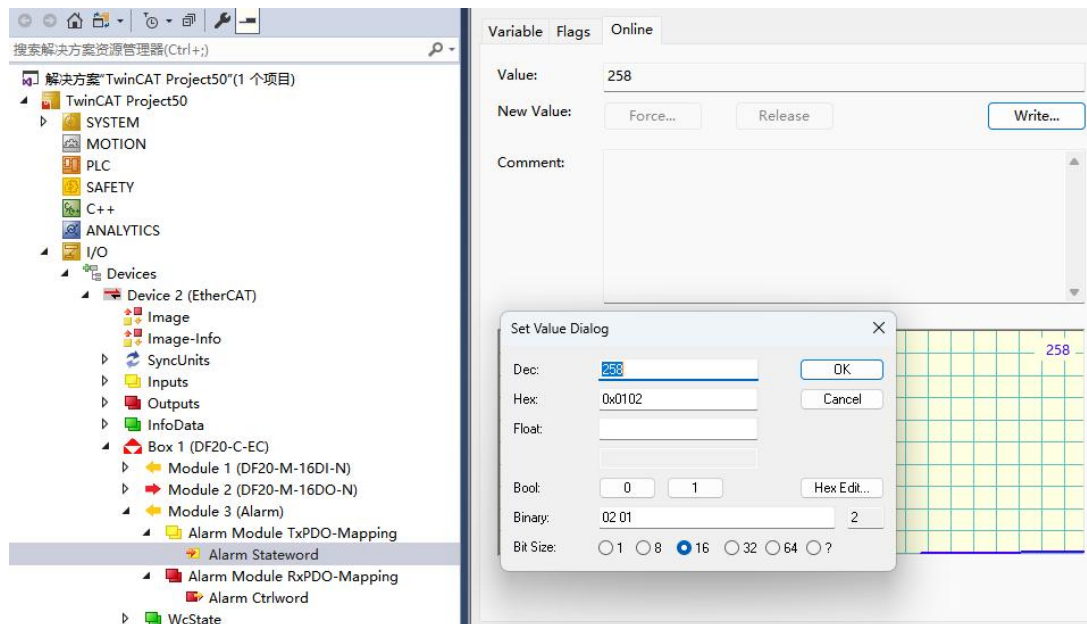 搜索解决方案资源管理器(Ctrl+;)
解决方案"TwinCAT Project50"(1 个项目)
TwinCAT Project50
SYSTEM
MOTION
PLC
SAFETY
C++
ANALYTICS
I/O
Devices
Device 2 (EtherCAT)
Image
Image-Info
SyncUnits
Inputs
Outputs
InfoData
Box 1 (DF20-C-EC)
Module 1 (DF20-M-16DI-N)
Module 2 (DF20-M-16DO-N)
Module 3 (Alarm)
Alarm Module TxPDO-Mapping
Alarm Stateword
Alarm Module RxPDO-Mapping
Alarm Ctrlword
WcState
Variable Flags Online
Value: 258
New Value: Force... Release Write...
Comment:
258
Set Value Dialog
Dec: 258 OK
Hex: 0x0102 Cancel
Float:
Bool: 0 1 Hex Edit...
Binary: 02 01 2
Bit Size: 1 8 16 32 64 ?